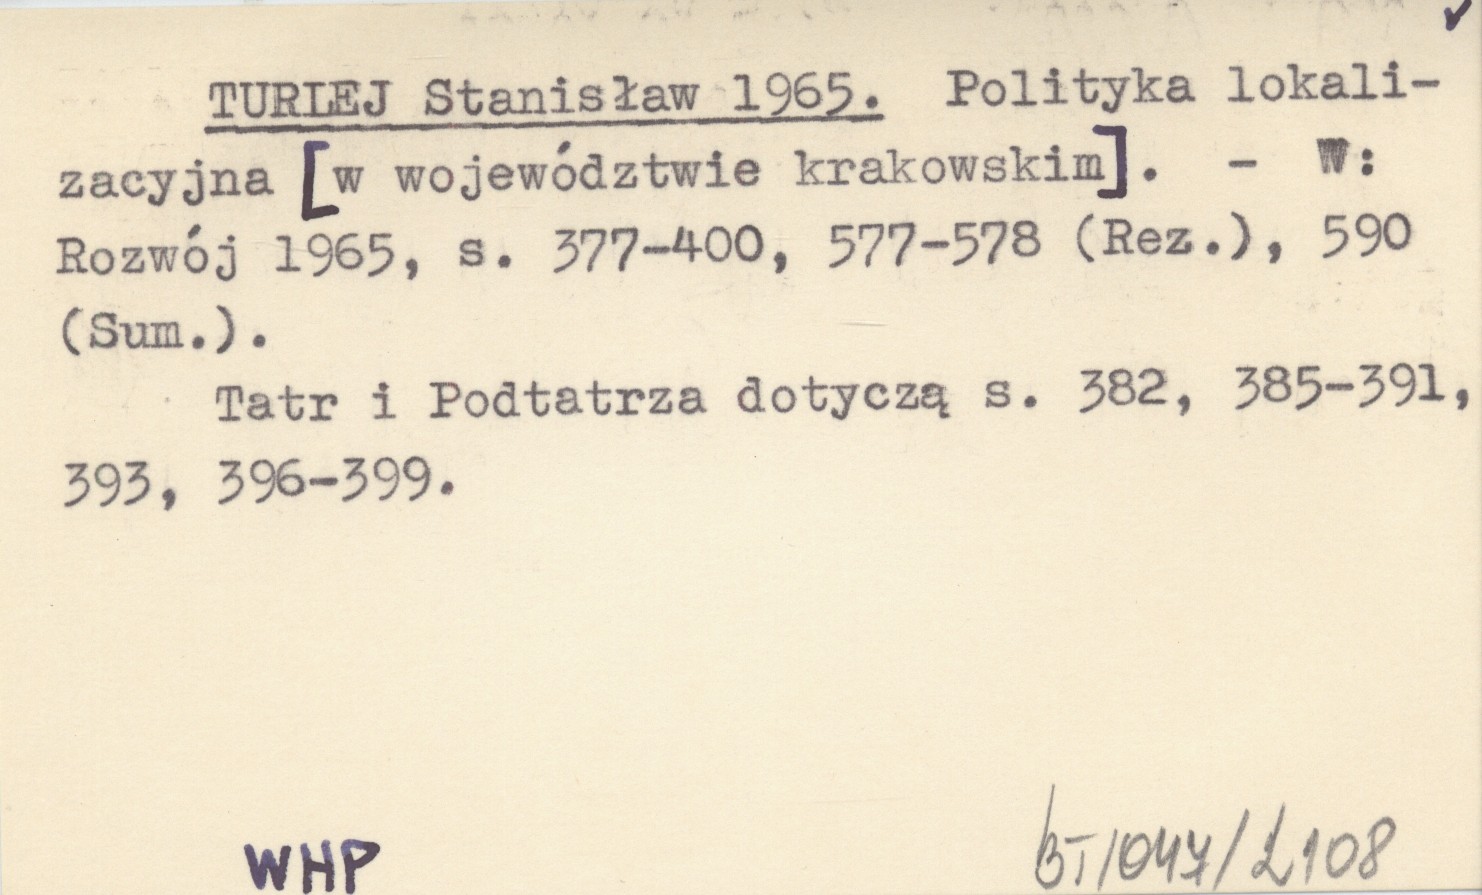 TURLEJ Stanisław 1965. Polityka lokali-
zacyjna [w województwie krakowskim]. - W:
Rozwój 1965, s. 377-400, 577-578 (Rez.), 590
(Sum.).
Tatr i Podtatrza dotyczą s. 382, 385-391,
393, 396-399.
WHP
BT/047/2108